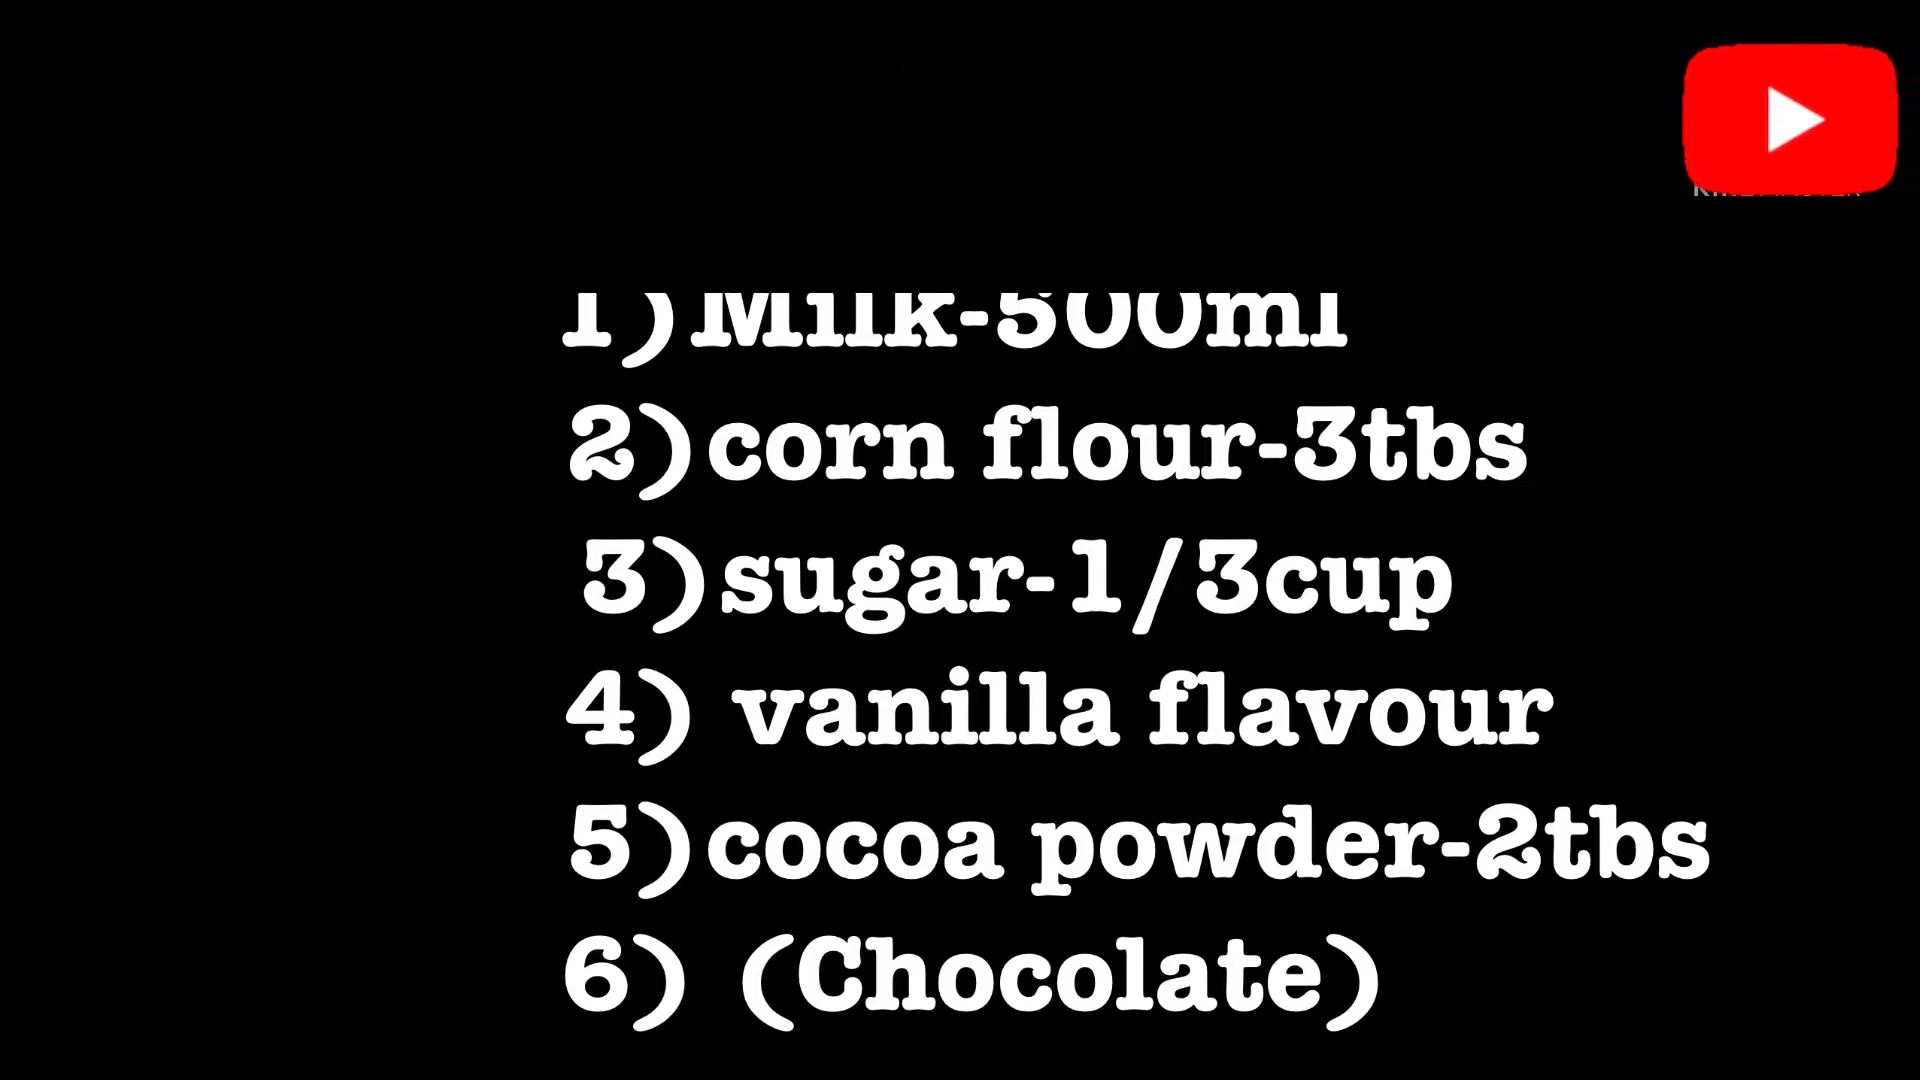 1)Milk-500ml
2)corn flour-3tbs
3)sugar-1/3cup
4) vanilla flavour
5)cocoa powder-2tbs
6) (Chocolate)